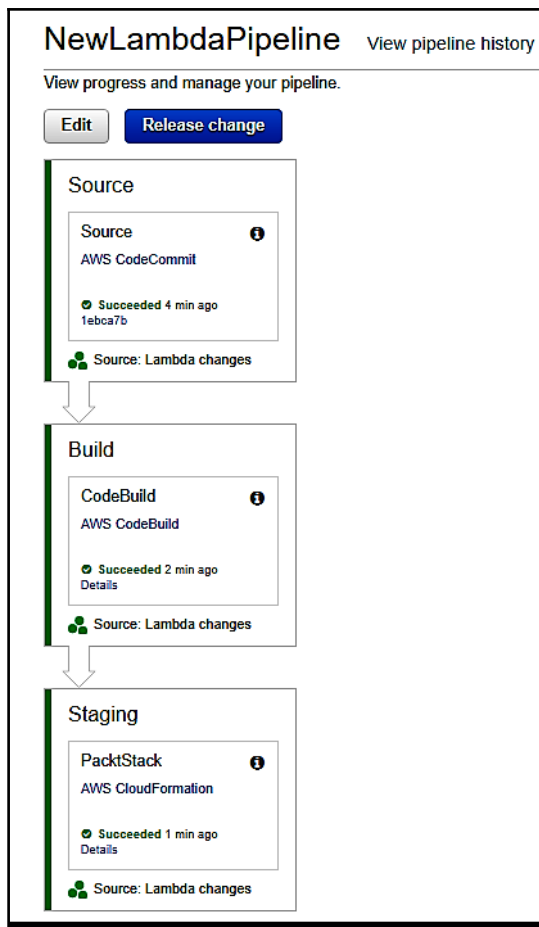 NewLambdaPipeline View pipeline history
View progress and manage your pipeline.
Edit Release change
Source
Source
AWS CodeCommit
Succeeded 4 min ago
1ebca7b
Source: Lambda changes
Build
CodeBuild
AWS CodeBuild
Succeeded 2 min ago
Details
Source: Lambda changes
Staging
PacktStack
AWS CloudFormation
Succeeded 1 min ago
Details
Source: Lambda changes